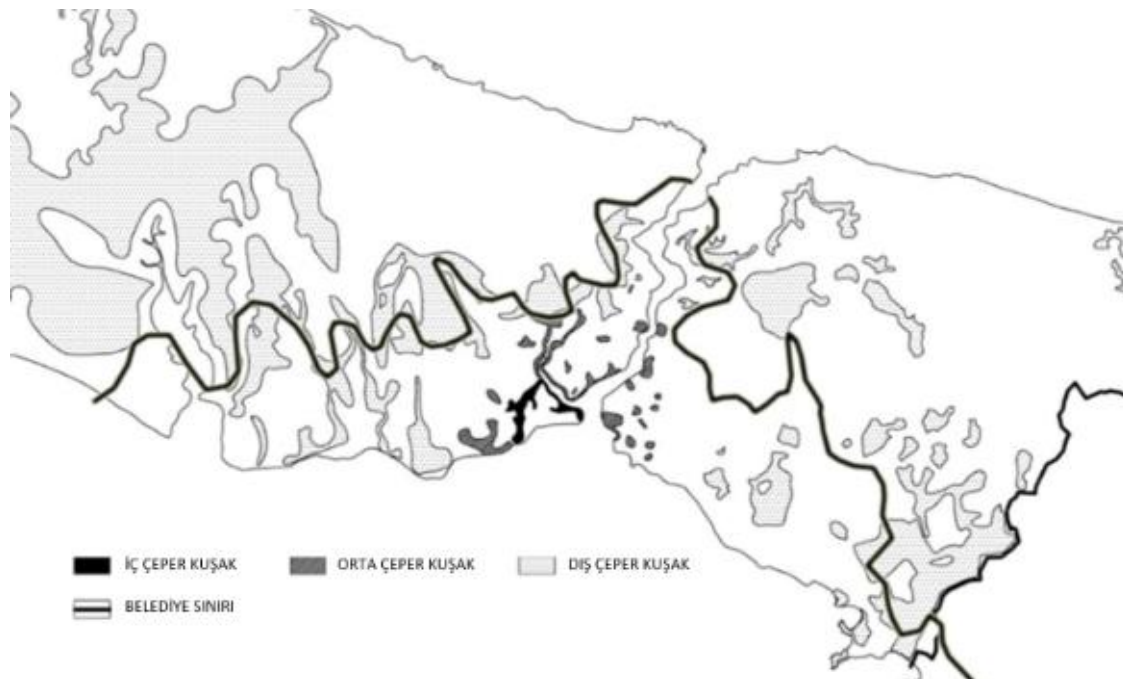 İÇ ÇEPER KUŞAK
ORTA ÇEPER KUŞAK
DIŞ ÇEPER KUŞAK
BELEDİYE SINIRI